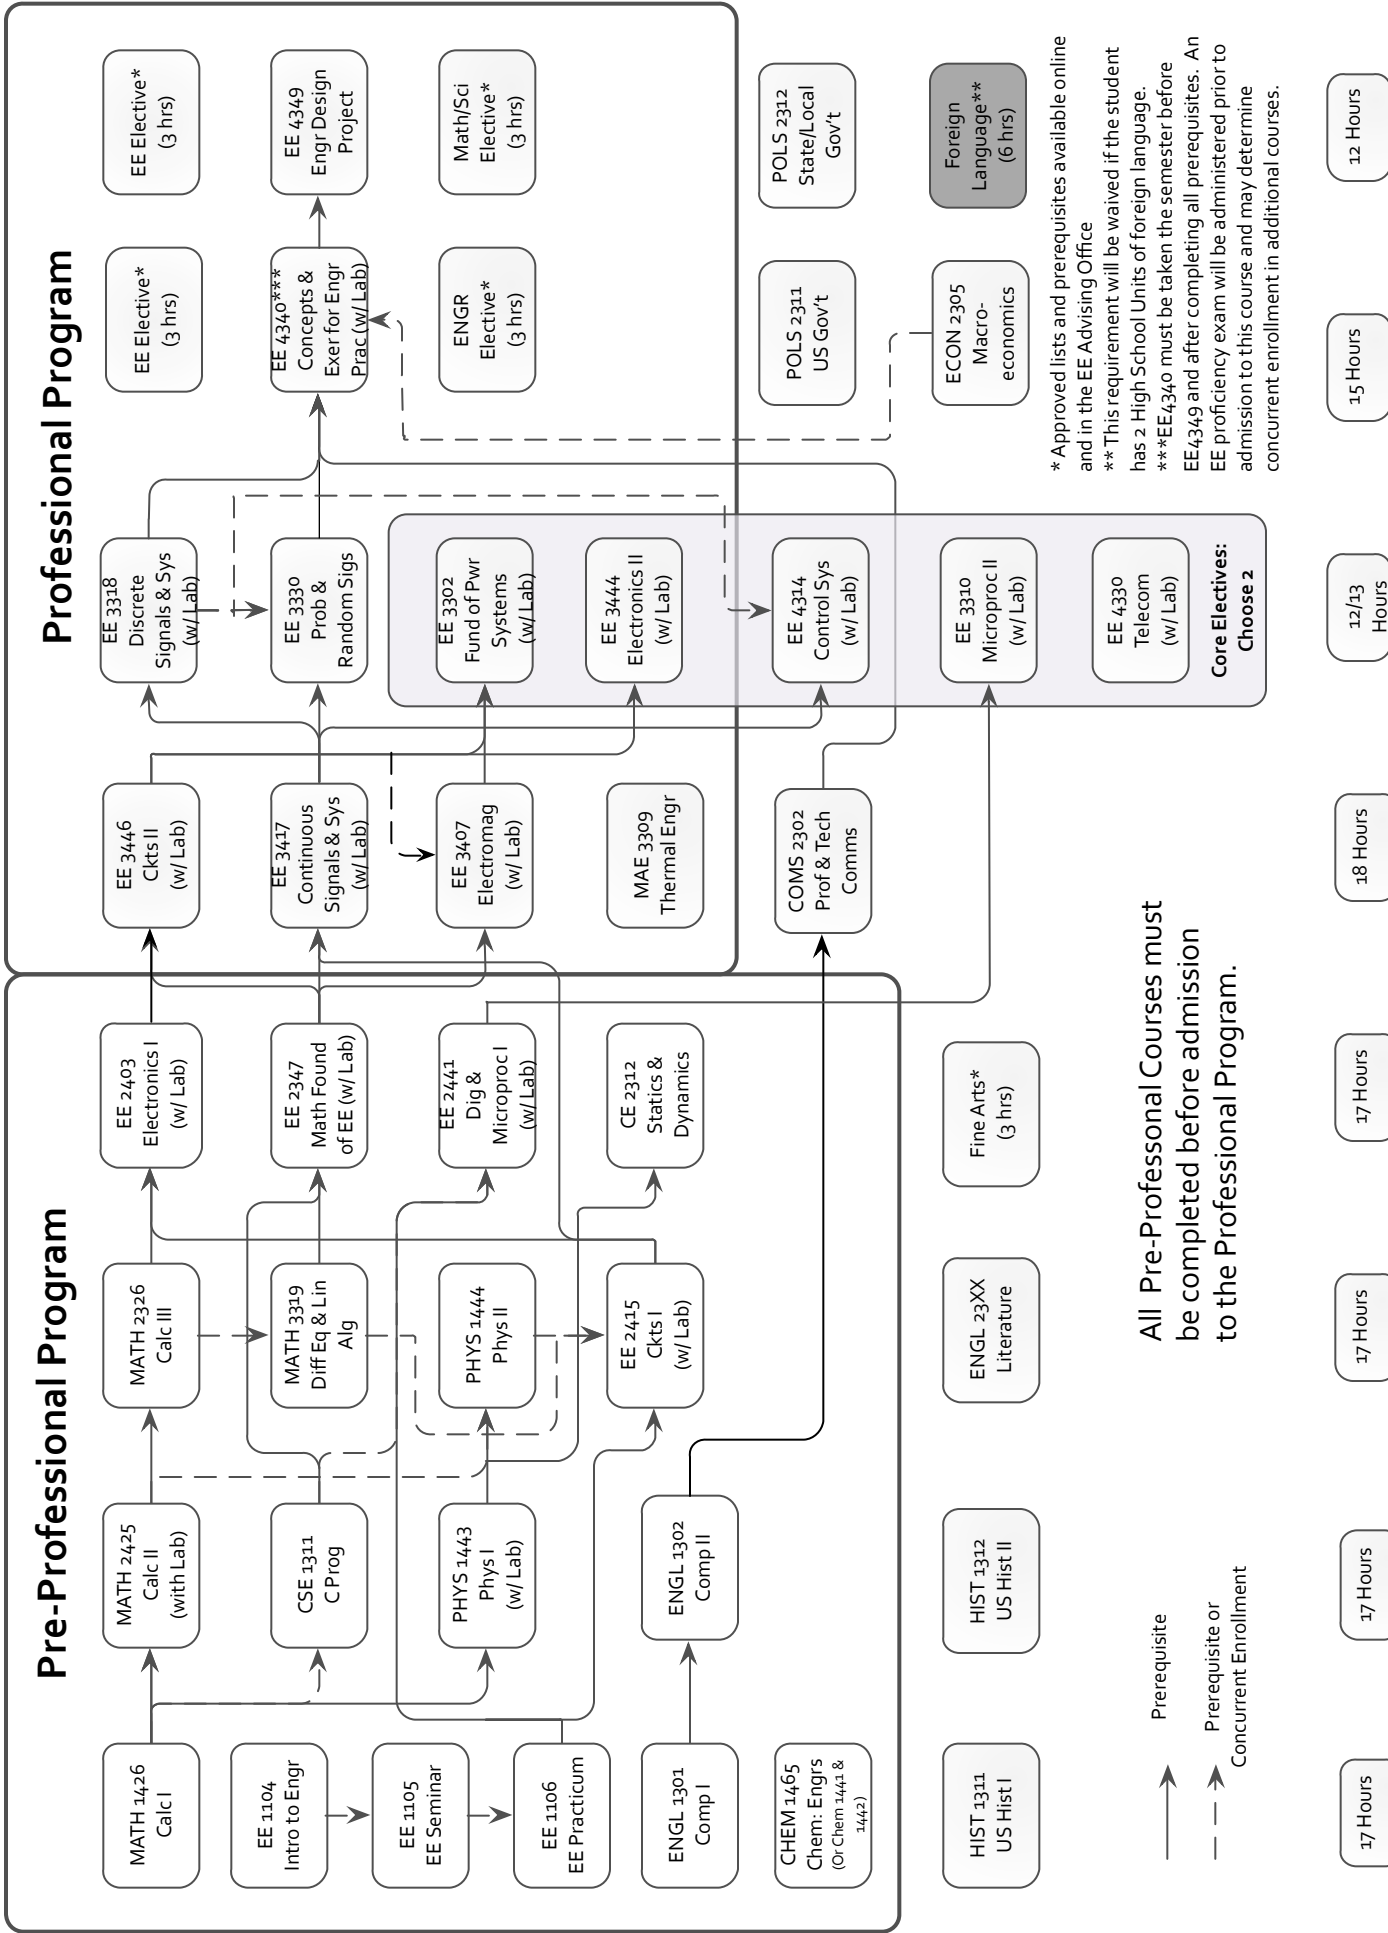 Pre-Professional Program
Professional Program
MATH 1426
Calc I
EE 1104
Intro to Engr
EE 1105
EE Seminar
EE 1106
EE Practicum
ENGL 1301
Comp I
CHEM 1465
Chem: Engrs
(Or Chem 1441 &
1442)
HIST 1311
US Hist I
MATH 2425
Calc II
(with Lab)
CSE 1311
C Prog
PHYS 1443
Phys I
(w/ Lab)
ENGL 1302
Comp II
HIST 1312
US Hist II
MATH 2326
Calc III
MATH 3319
Diff Eq & Lin
Alg
PHYS 1444
Phys II
EE 2415
Ckts I
(w/ Lab)
ENGL 23XX
Literature
EE 2403
Electronics I
(w/ Lab)
EE 2347
Math Found
of EE (w/ Lab)
EE 2441
Dig &
Microproc I
(w/ Lab)
CE 2312
Statics &
Dynamics
Fine Arts*
(3 hrs)
EE 3446
Ckts II
(w/ Lab)
EE 3417
Continuous
Signals & Sys
(w/ Lab)
EE 3407
Electromag
(w/ Lab)
MAE 3309
Thermal Engr
COMS 2302
Prof & Tech
Comms
EE 3318
Discrete
Signals & Sys
(w/ Lab)
EE 3330
Prob &
Random Sigs
EE 3302
Fund of Pwr
Systems
(w/ Lab)
EE 3444
Electronics II
(w/ Lab)
EE 4314
Control Sys
(w/ Lab)
EE 3310
Microproc II
(w/ Lab)
EE 4330
Telecom
(w/ Lab)
Core Electives:
Choose 2
EE Elective*
(3 hrs)
EE 4340***
Concepts &
Exer for Engr
Prac (w/ Lab)
ENGR
Elective*
(3 hrs)
POLS 2311
US Gov't
ECON 2305
Macro-
economics
EE Elective*
(3 hrs)
EE 4349
Engr Design
Project
Math/Sci
Elective*
(3 hrs)
POLS 2312
State/Local
Gov't
Foreign
Language**
(6 hrs)
* Approved lists and prerequisites available online
and in the EE Advising Office
** This requirement will be waived if the student
has 2 High School Units of foreign language.
***EE4340 must be taken the semester before
EE4349 and after completing all prerequisites. An
EE proficiency exam will be administered prior to
admission to this course and may determine
concurrent enrollment in additional courses.
Prerequisite
Prerequisite or
Concurrent Enrollment
All Pre-Professonal Courses must
be completed before admission
to the Professional Program.
17 Hours
17 Hours
17 Hours
17 Hours
18 Hours
12/13
Hours
15 Hours
12 Hours